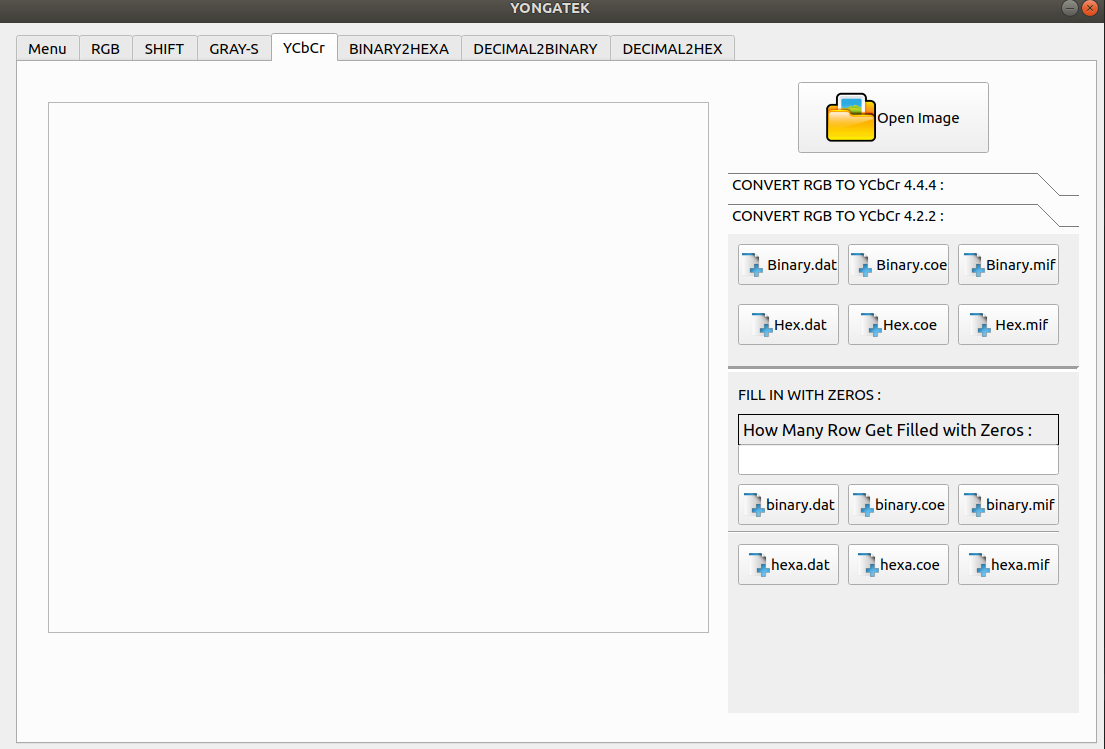 YONGATEK
Menu RGB SHIFT GRAY-S YCbCr BINARY2HEXA DECIMAL2BINARY DECIMAL2HEX
Open Image
CONVERT RGB TO YCbCr 4.4.4 :
CONVERT RGB TO YCbCr 4.2.2 :
Binary.dat Binary.coe Binary.mif
Hex.dat Hex.coe Hex.mif
FILL IN WITH ZEROS :
How Many Row Get Filled with Zeros :
binary.dat binary.coe binary.mif
hexa.dat hexa.coe hexa.mif